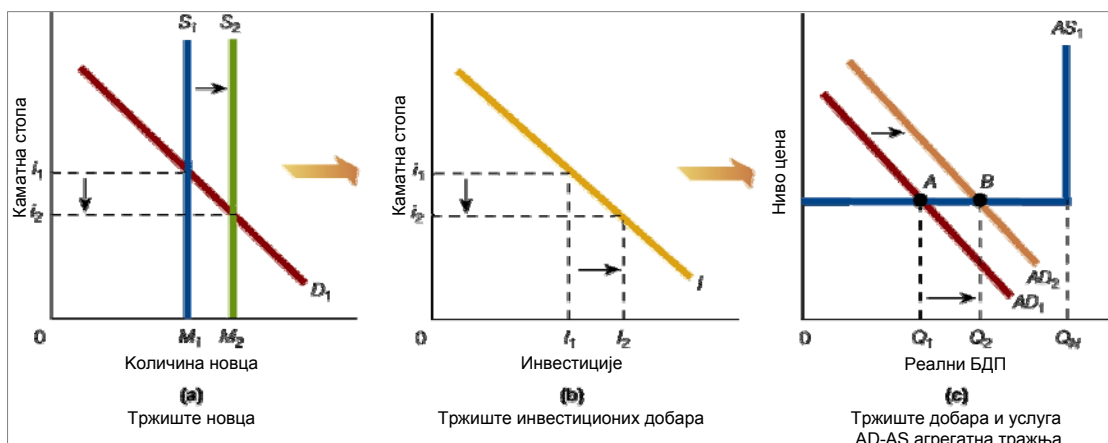 S₁ S₂
Каматна стопа
i₁
i₂
D₁
0 M₁ M₂
Количина новца
(a)
Тржиште новца
Каматна стопа
i₁
i₂
I
0 I₁ I₂
Инвестиције
(b)
Тржиште инвестиционих добара
AS₁
Ниво цена
A B
AD₂
AD₁
0 Q₁ Q₂ Q_N
Реални БДП
(c)
Тржиште добара и услуга
AD-AS агрегатна тражња